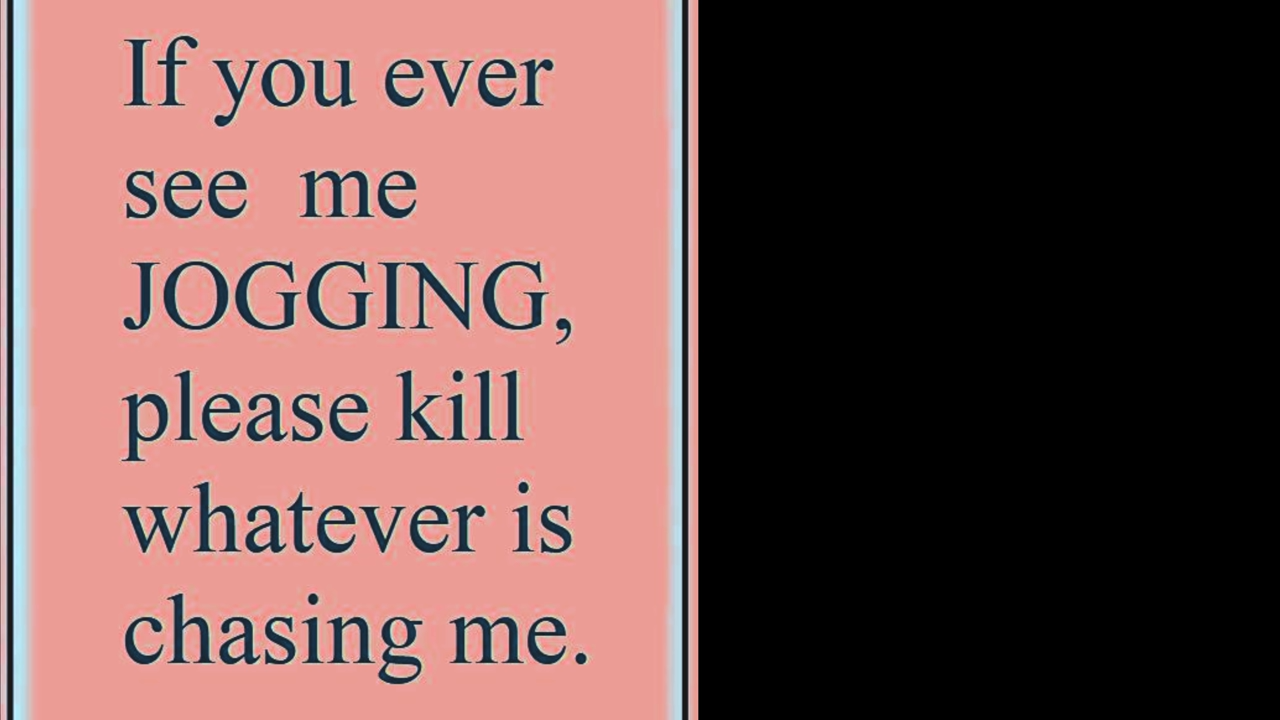 If you ever
see me
JOGGING,
please kill
whatever is
chasing me.